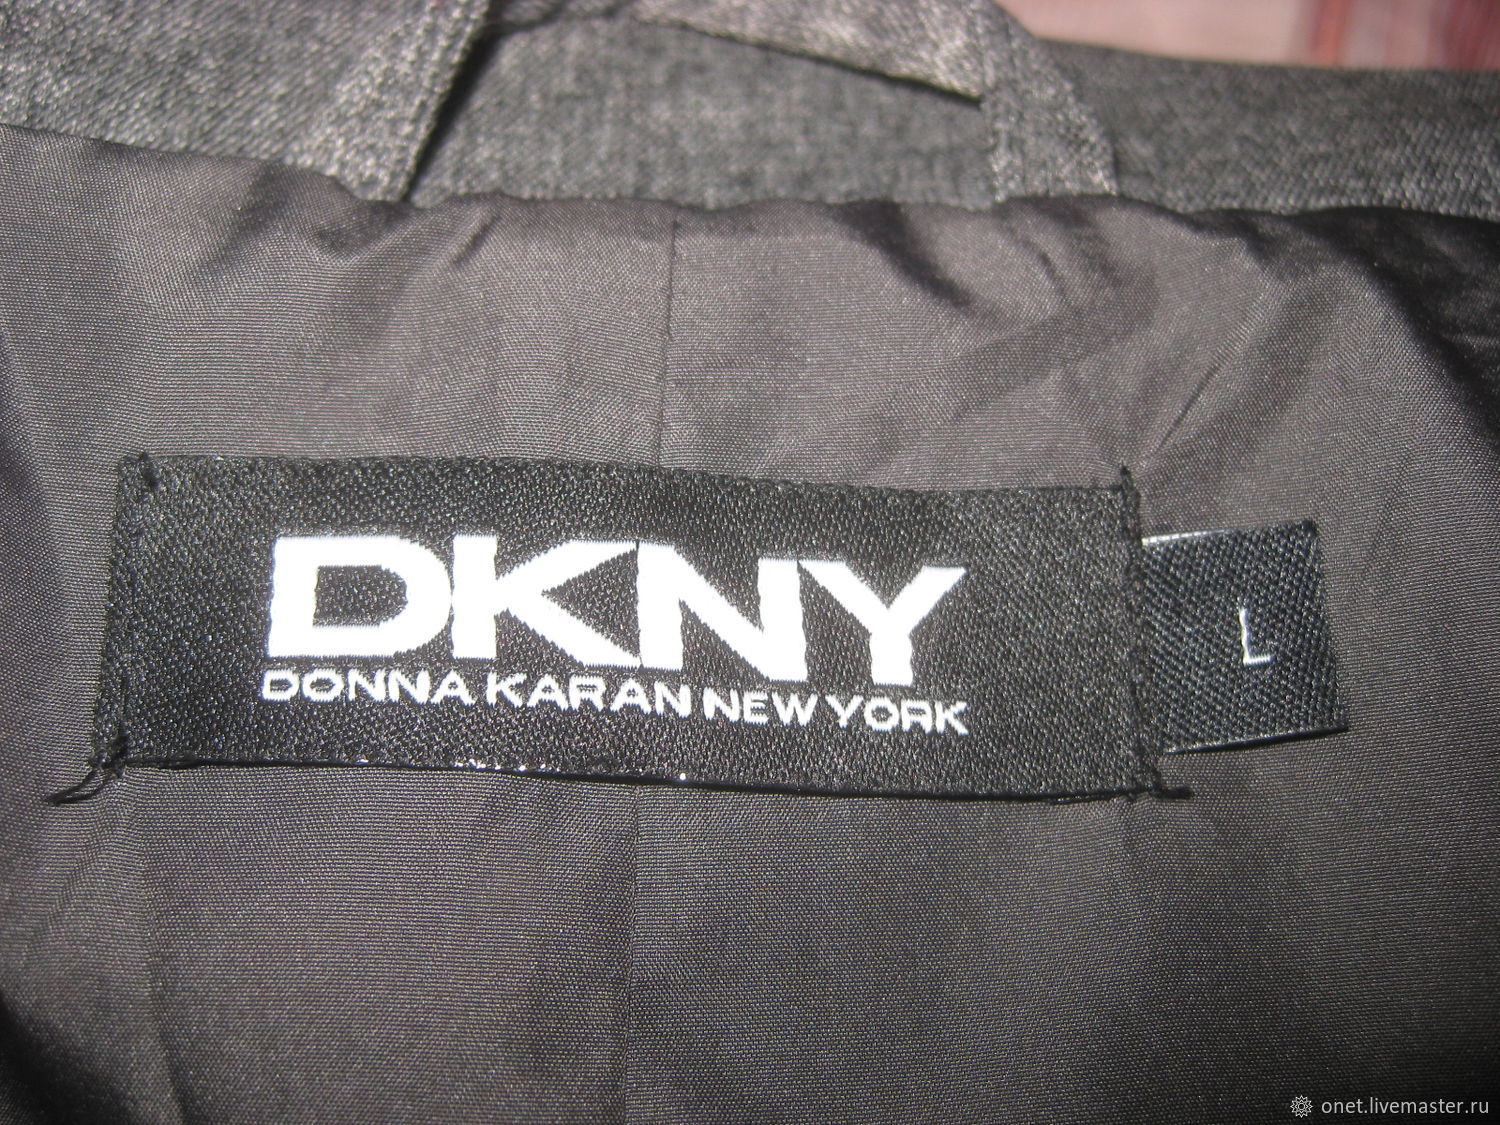 DKNY
DONNA KARAN NEW YORK
L
onet.livemaster.ru